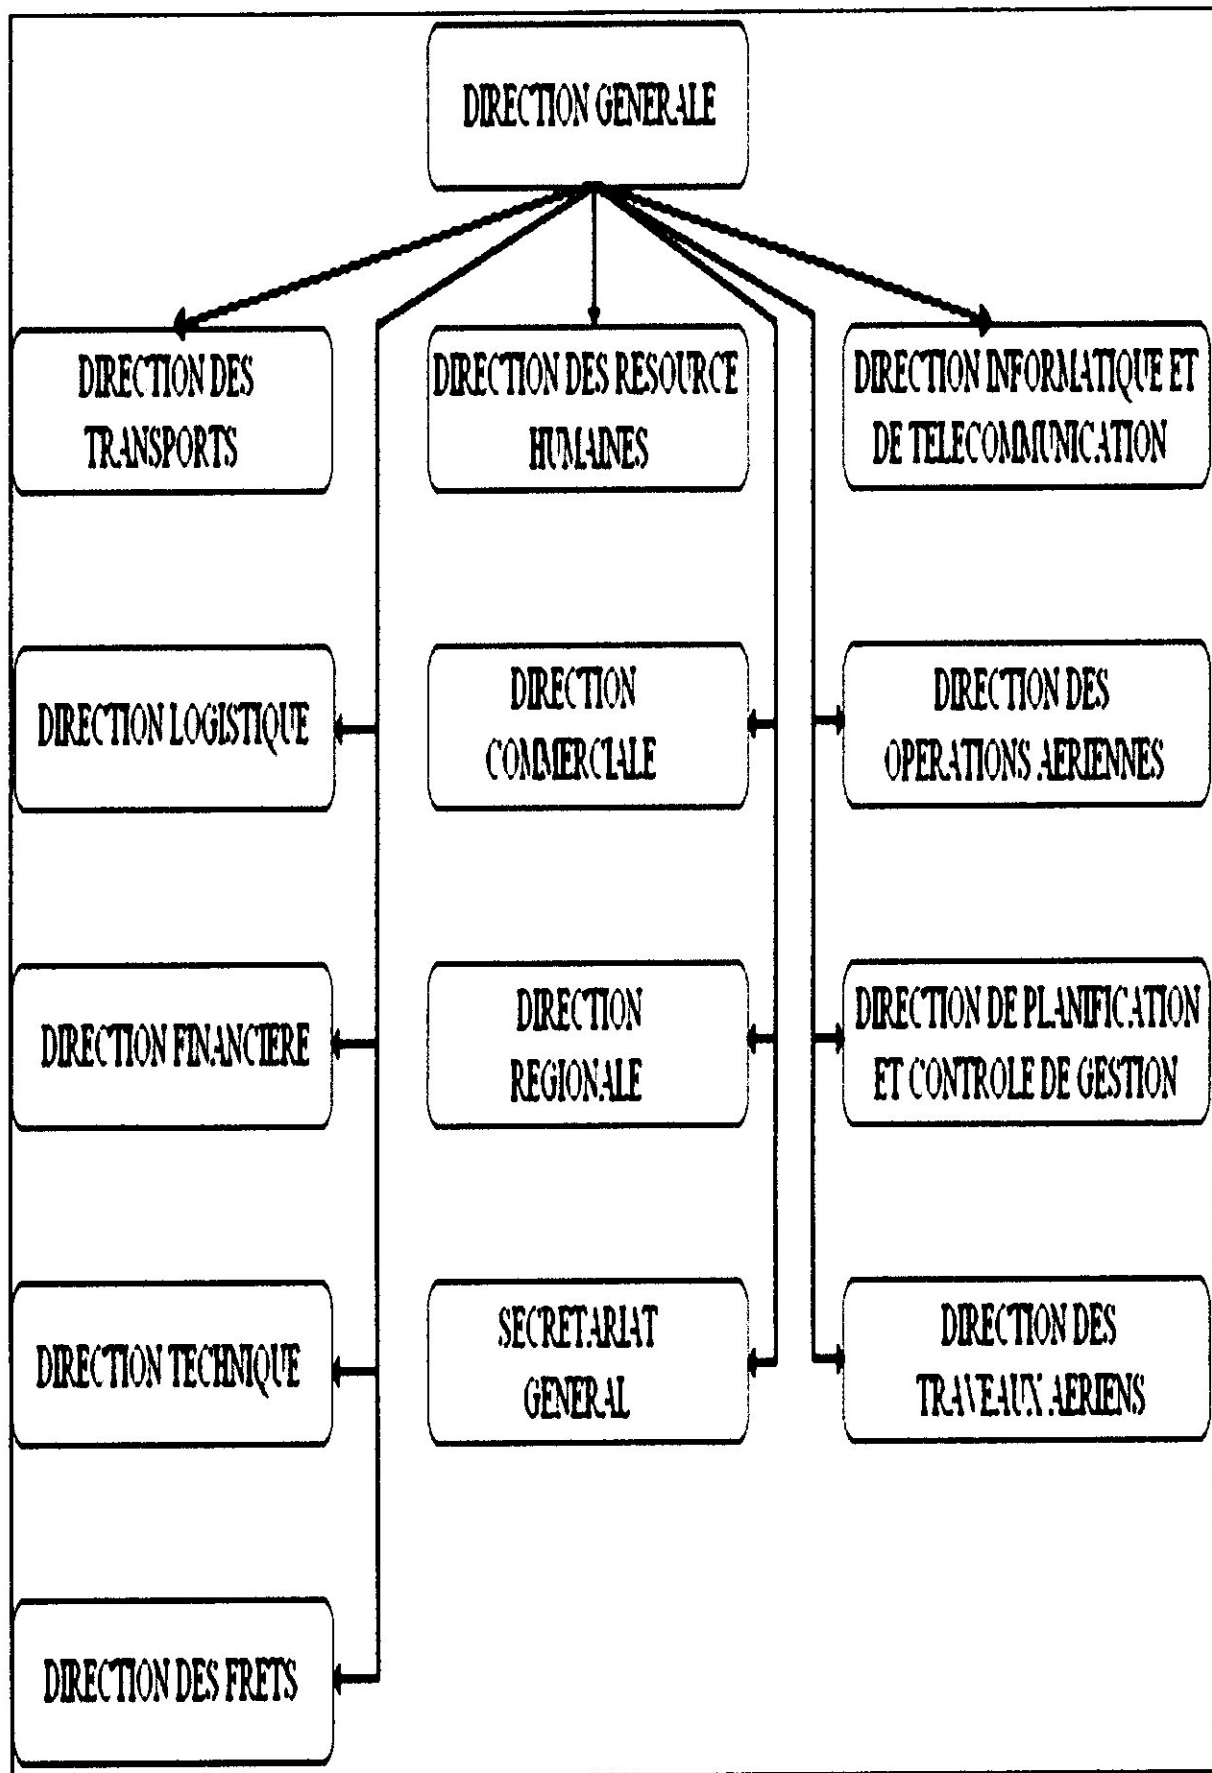 DIRECTION GENERALE
DIRECTION DES
TRANSPORTS
DIRECTION DES RESOURCE
HUMAINES
DIRECTION INFORMATIQUE ET
DE TELECOMMUNICATION
DIRECTION LOGISTIQUE
DIRECTION
COMMERCIALE
DIRECTION DES
OPERATIONS AERIENNES
DIRECTION FINANCIERE
DIRECTION
REGIONALE
DIRECTION DE PLANIFICATION
ET CONTROLE DE GESTION
DIRECTION TECHNIQUE
SECRETARIAT
GENERAL
DIRECTION DES
TRAVEAUX AERIENS
DIRECTION DES FRETS